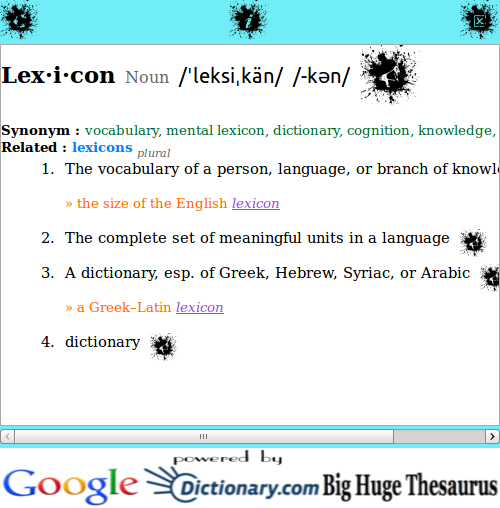 Lex·i·con Noun /ˈleksiˌkän/ /-kən/
Synonym : vocabulary, mental lexicon, dictionary, cognition, knowledge,
Related : lexicons plural
1. The vocabulary of a person, language, or branch of
» the size of the English lexicon
2. The complete set of meaningful units in a language
3. A dictionary, esp. of Greek, Hebrew, Syriac, or Arabic
» a Greek–Latin lexicon
4. dictionary
powered by
Google Dictionary.com Big Huge Thesaurus